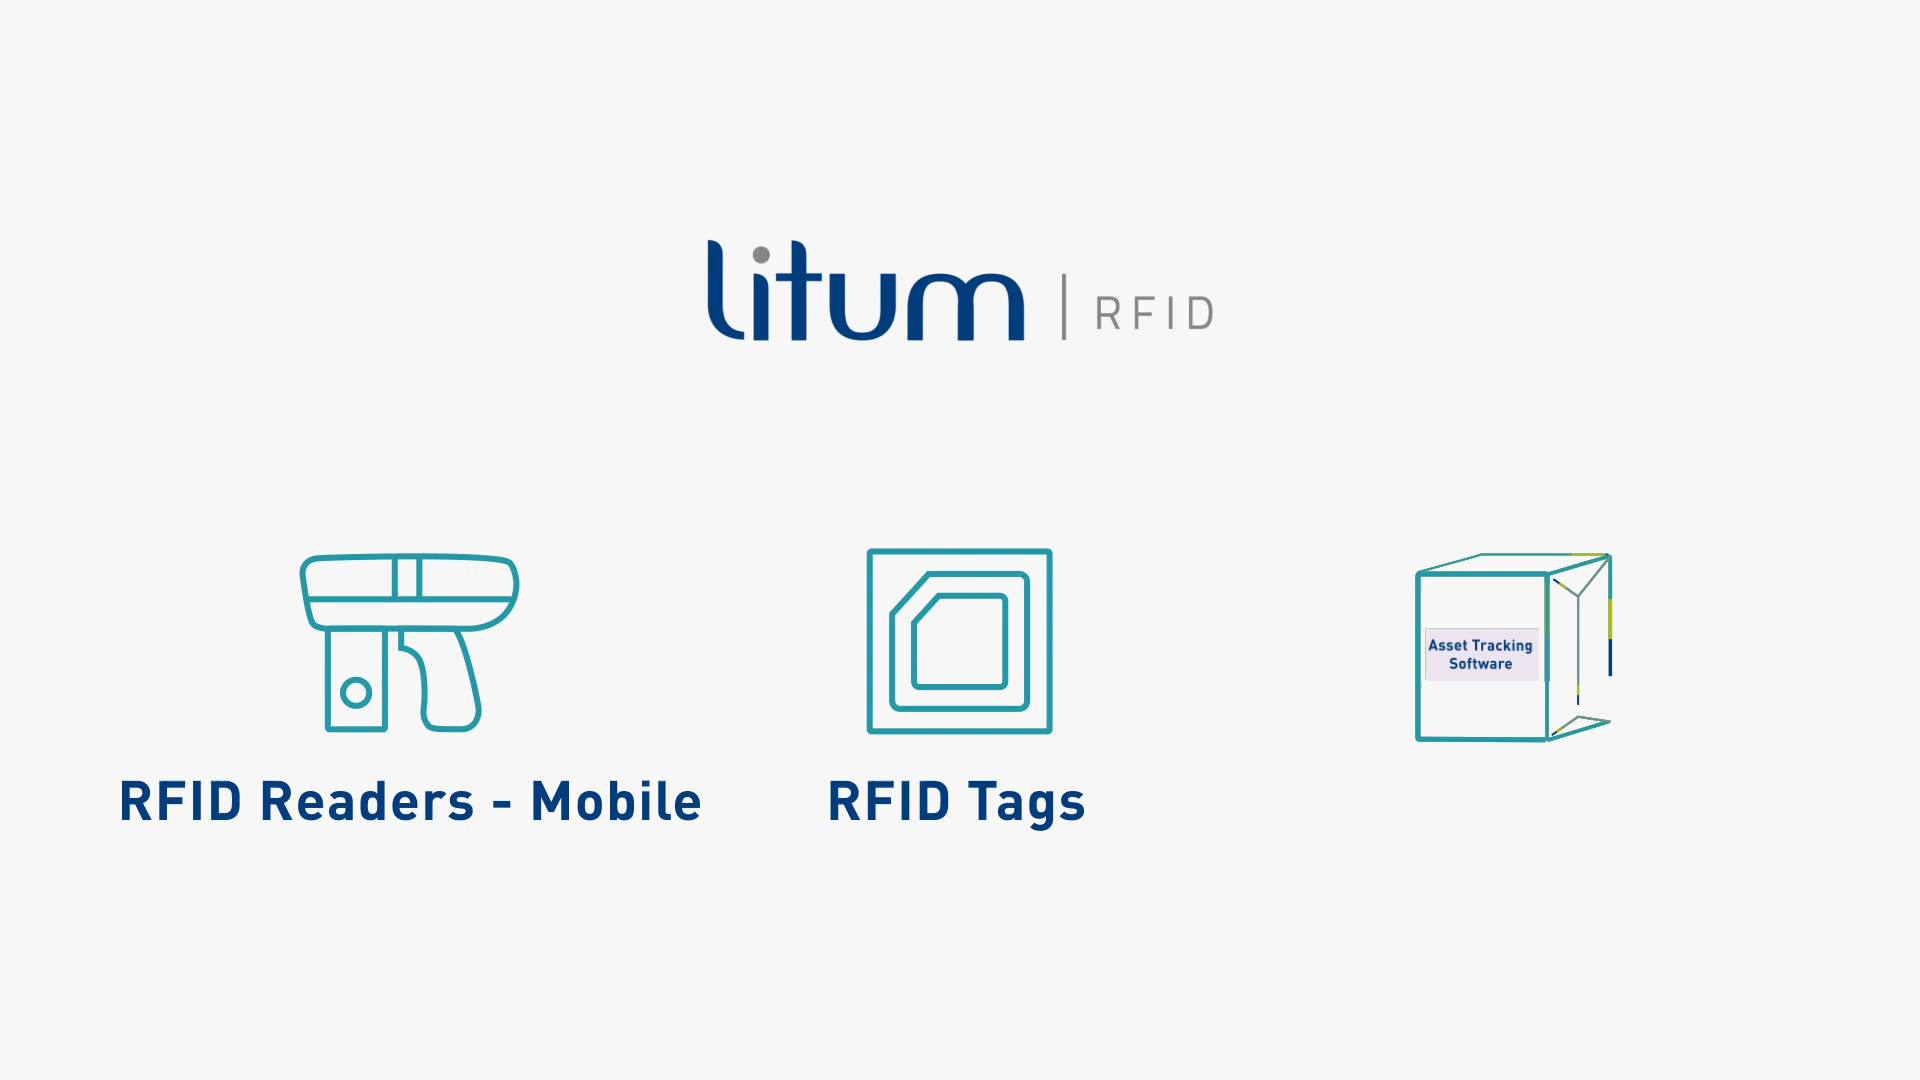 litum | RFID
RFID Readers - Mobile
RFID Tags
Asset Tracking
Software